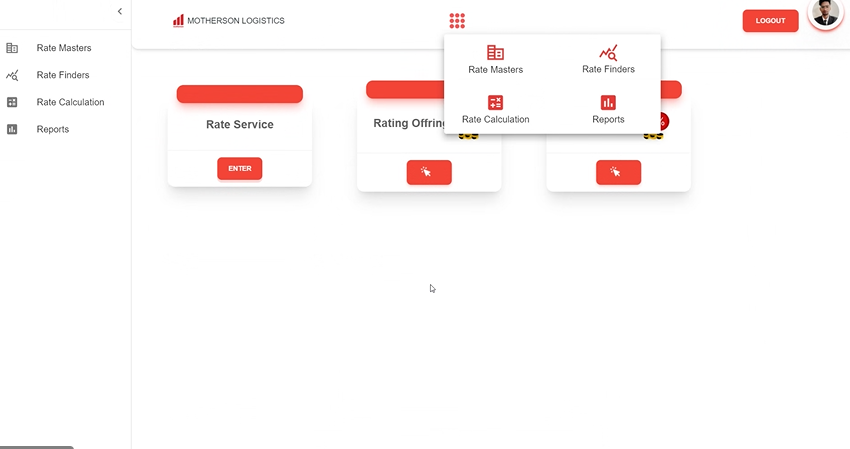 MOTHERSON LOGISTICS
LOGOUT
Rate Masters
Rate Finders
Rate Calculation
Reports
Rate Masters
Rate Finders
Rate Calculation
Reports
Rate Service
Rating Offring
ENTER